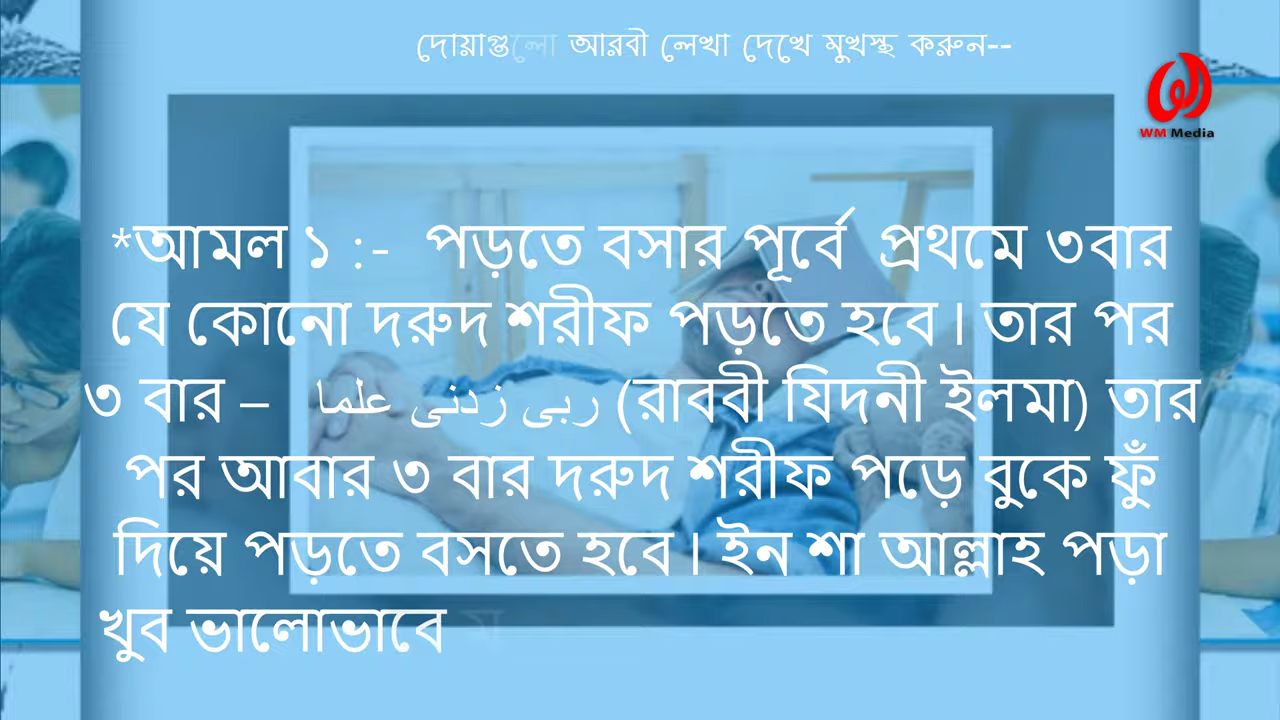 দোয়াগুলো আরবী লেখা দেখে মুখস্থ করুন--
WM Media
*আমল ১ :- পড়তে বসার পূর্বে প্রথমে ৩বার
যে কোনো দরুদ শরীফ পড়তে হবে। তার পর
৩ বার – ربی زدنی علما (রাববী যিদনী ইলমা) তার
পর আবার ৩ বার দরুদ শরীফ পড়ে বুকে ফুঁ
দিয়ে পড়তে বসতে হবে। ইন শা আল্লাহ পড়া
খুব ভালোভাবে